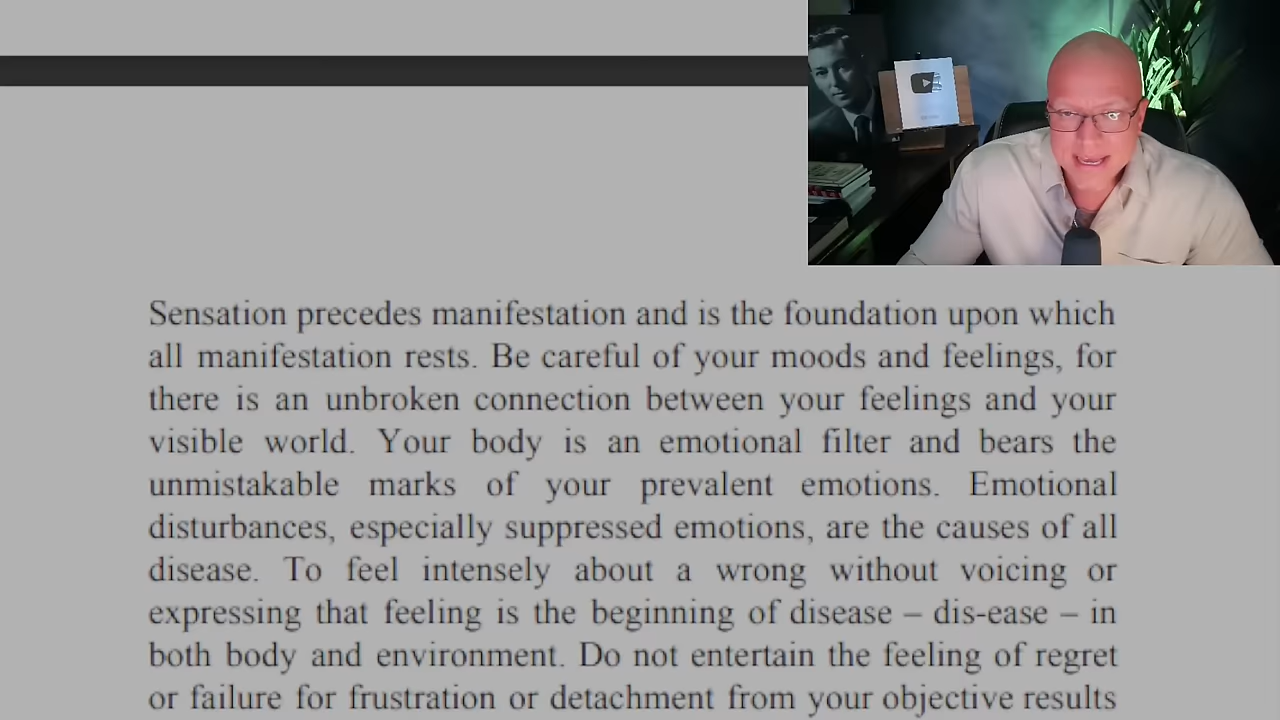 Sensation precedes manifestation and is the foundation upon which
all manifestation rests. Be careful of your moods and feelings, for
there is an unbroken connection between your feelings and your
visible world. Your body is an emotional filter and bears the
unmistakable marks of your prevalent emotions. Emotional
disturbances, especially suppressed emotions, are the causes of all
disease. To feel intensely about a wrong without voicing or
expressing that feeling is the beginning of disease – dis-ease – in
both body and environment. Do not entertain the feeling of regret
or failure for frustration or detachment from your objective results